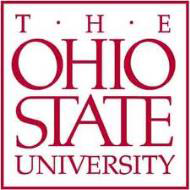 T · H · E
OHIO
STATE
UNIVERSITY